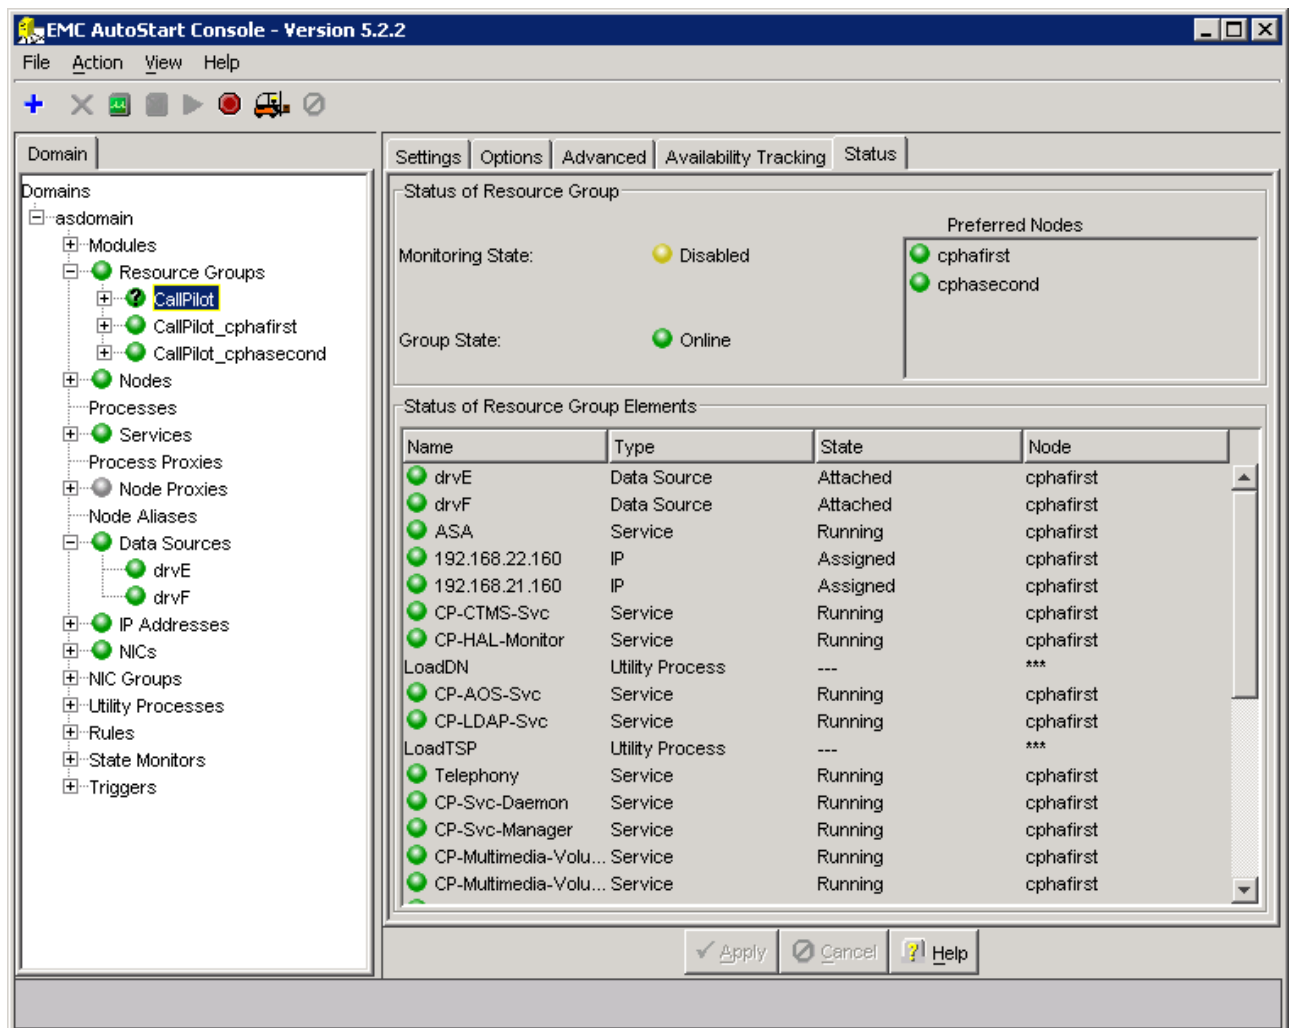 EMC AutoStart Console - Version 5.2.2
File Action View Help
Domain
Domains
asdomain
Modules
Resource Groups
CallPilot
CallPilot_cphafirst
CallPilot_cphasecond
Nodes
Processes
Services
Process Proxies
Node Proxies
Node Aliases
Data Sources
drvE
drvF
IP Addresses
NICs
NIC Groups
Utility Processes
Rules
State Monitors
Triggers
Settings Options Advanced Availability Tracking Status
Status of Resource Group
Preferred Nodes
Monitoring State: Disabled
cphafirst
cphasecond
Group State: Online
Status of Resource Group Elements
Name Type State Node
drvE Data Source Attached cphafirst
drvF Data Source Attached cphafirst
ASA Service Running cphafirst
192.168.22.160 IP Assigned cphafirst
192.168.21.160 IP Assigned cphafirst
CP-CTMS-Svc Service Running cphafirst
CP-HAL-Monitor Service Running cphafirst
LoadDN Utility Process --- ***
CP-AOS-Svc Service Running cphafirst
CP-LDAP-Svc Service Running cphafirst
LoadTSP Utility Process --- ***
Telephony Service Running cphafirst
CP-Svc-Daemon Service Running cphafirst
CP-Svc-Manager Service Running cphafirst
CP-Multimedia-Volu... Service Running cphafirst
CP-Multimedia-Volu... Service Running cphafirst
Apply Cancel Help